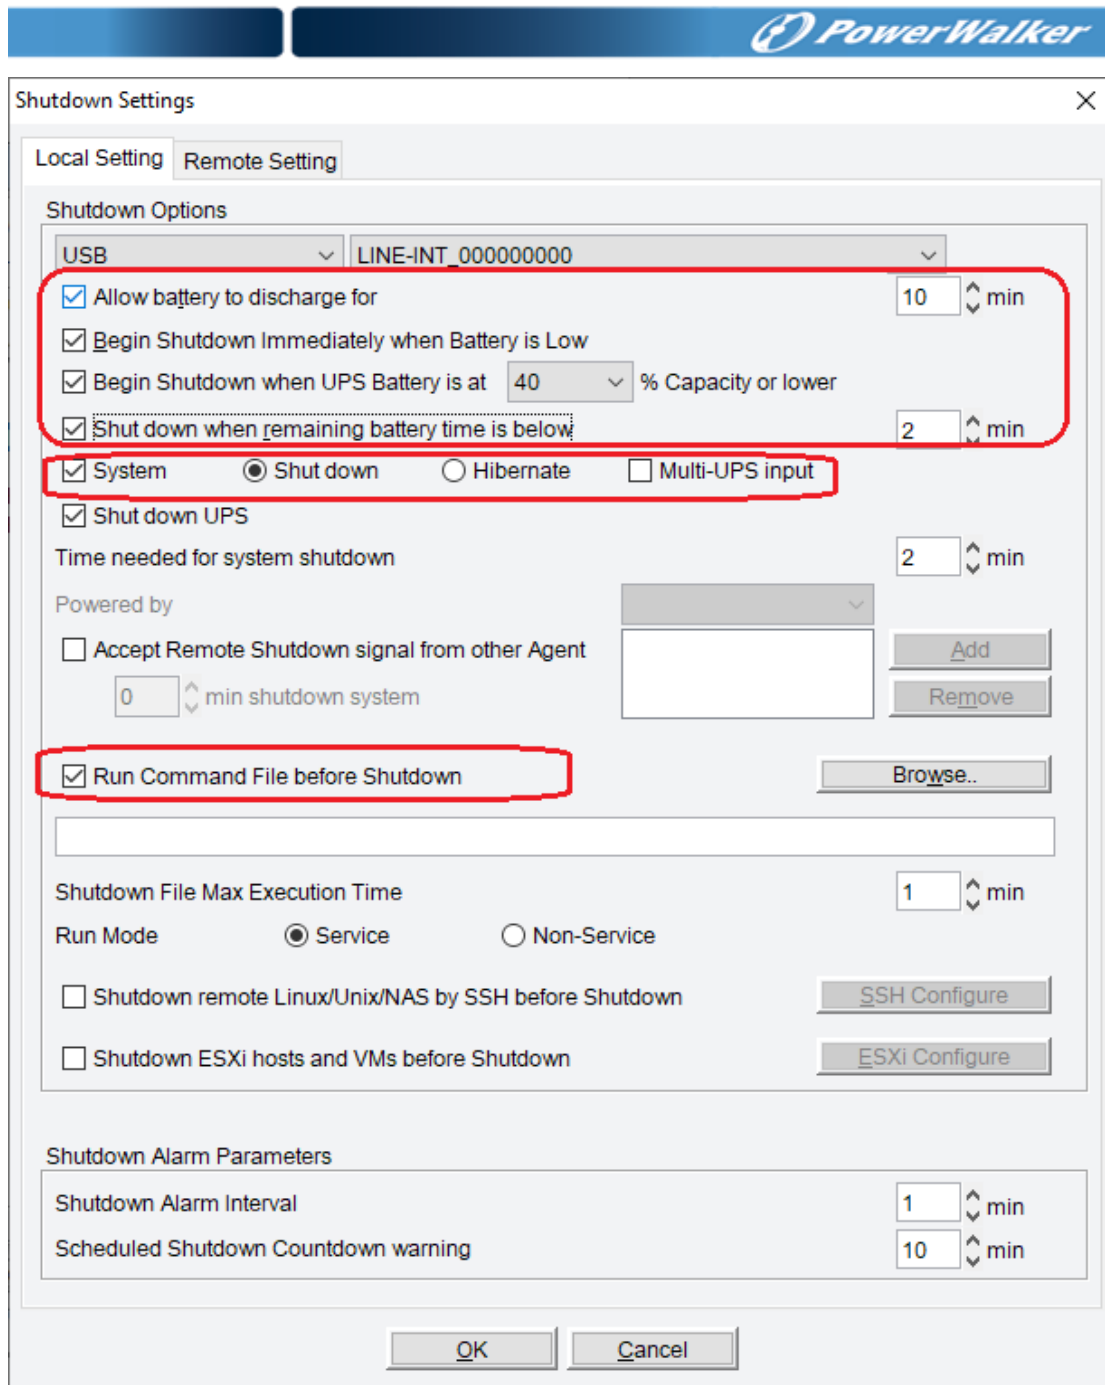 PowerWalker
Shutdown Settings
Local Setting Remote Setting
Shutdown Options
USB LINE-INT_000000000
Allow battery to discharge for 10 min
Begin Shutdown Immediately when Battery is Low
Begin Shutdown when UPS Battery is at 40 % Capacity or lower
Shut down when remaining battery time is below 2 min
System Shut down Hibernate Multi-UPS input
Shut down UPS
Time needed for system shutdown 2 min
Powered by
Accept Remote Shutdown signal from other Agent Add
0 min shutdown system Remove
Run Command File before Shutdown Browse..
Shutdown File Max Execution Time 1 min
Run Mode Service Non-Service
Shutdown remote Linux/Unix/NAS by SSH before Shutdown SSH Configure
Shutdown ESXi hosts and VMs before Shutdown ESXi Configure
Shutdown Alarm Parameters
Shutdown Alarm Interval 1 min
Scheduled Shutdown Countdown warning 10 min
OK Cancel